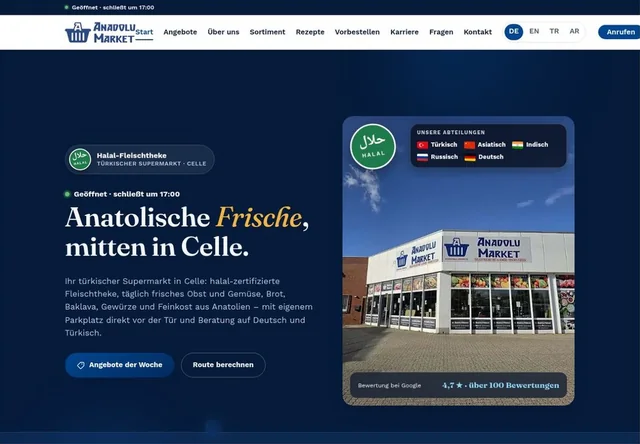 Geöffnet · schließt um 17:00
ANADOLU MARKET
Start Angebote Über uns Sortiment Rezepte Vorbestellen Karriere Fragen Kontakt
DE EN TR AR
Anrufen
Halal-Fleischtheke
TÜRKISCHER SUPERMARKT · CELLE
Geöffnet · schließt um 17:00
Anatolische Frische,
mitten in Celle.
Ihr türkischer Supermarkt in Celle: halal-zertifizierte
Fleischtheke, täglich frisches Obst und Gemüse, Brot,
Baklava, Gewürze und Feinkost aus Anatolien – mit eigenem
Parkplatz direkt vor der Tür und Beratung auf Deutsch und
Türkisch.
Angebote der Woche
Route berechnen
حلال
HALAL
UNSERE ABTEILUNGEN
Türkisch Asiatisch Indisch
Russisch Deutsch
ANADOLU
MARKET
ANADOLU
MARKET
Bewertung bei Google
4,7 ★ · über 100 Bewertungen